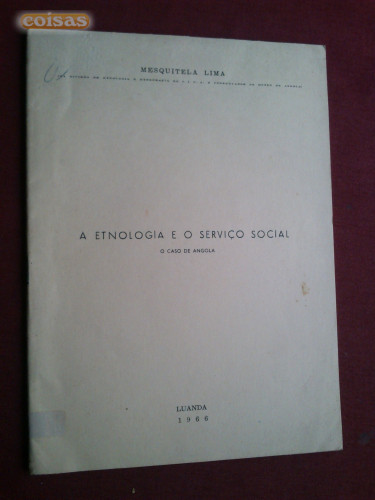 coisas
MESQUITELA LIMA
A ETNOLOGIA E O SERVIÇO SOCIAL
O CASO DE ANGOLA
LUANDA
1966